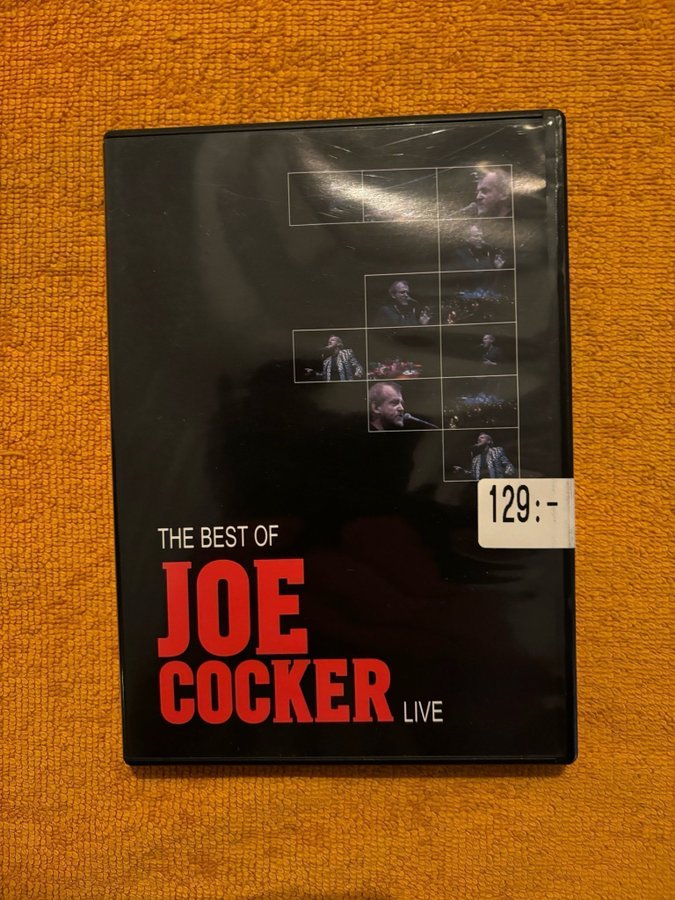 129:-
THE BEST OF
JOE
COCKER LIVE